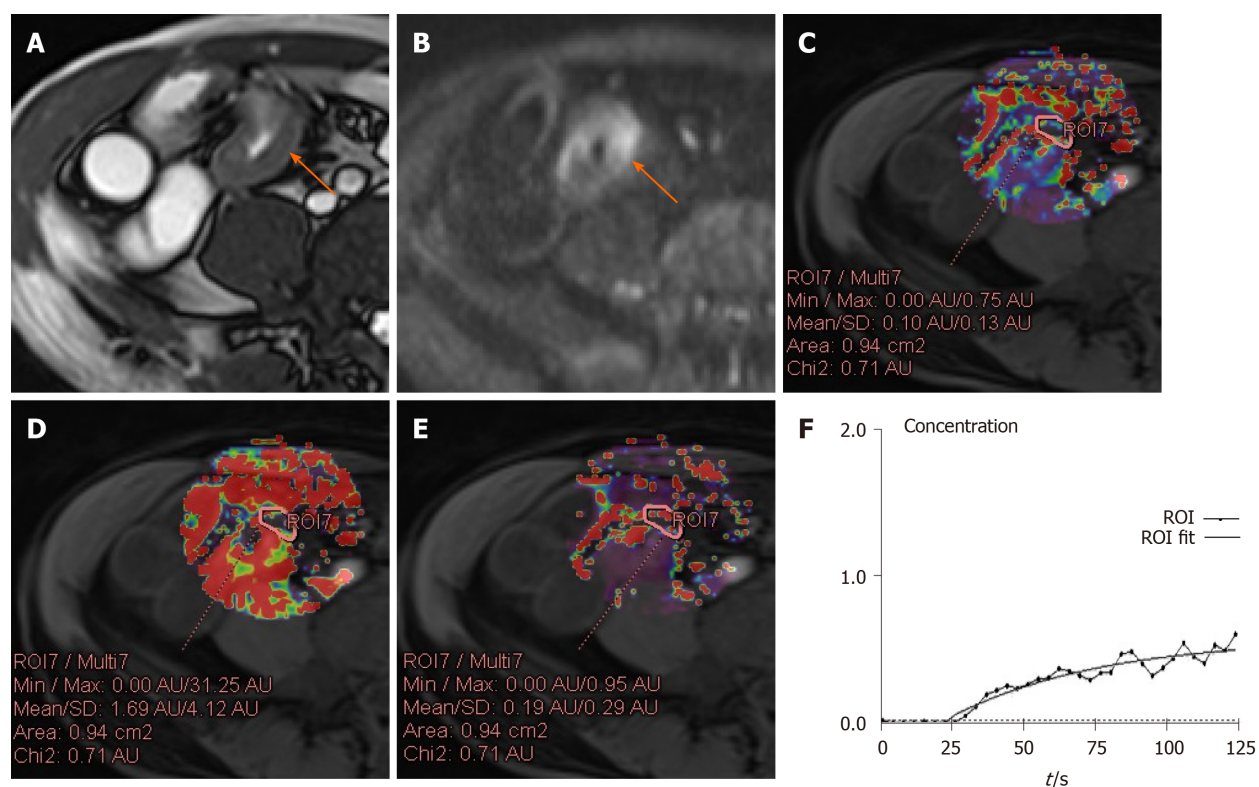 A
B
C
ROI7
ROI7 / Multi7
Min / Max: 0.00 AU/0.75 AU
Mean/SD: 0.10 AU/0.13 AU
Area: 0.94 cm2
Chi2: 0.71 AU
D
ROI7
ROI7 / Multi7
Min / Max: 0.00 AU/31.25 AU
Mean/SD: 1.69 AU/4.12 AU
Area: 0.94 cm2
Chi2: 0.71 AU
E
ROI7
ROI7 / Multi7
Min / Max: 0.00 AU/0.95 AU
Mean/SD: 0.19 AU/0.29 AU
Area: 0.94 cm2
Chi2: 0.71 AU
F
Concentration
2.0
1.0
0.0
ROI
ROI fit
0 25 50 75 100 125
t/s